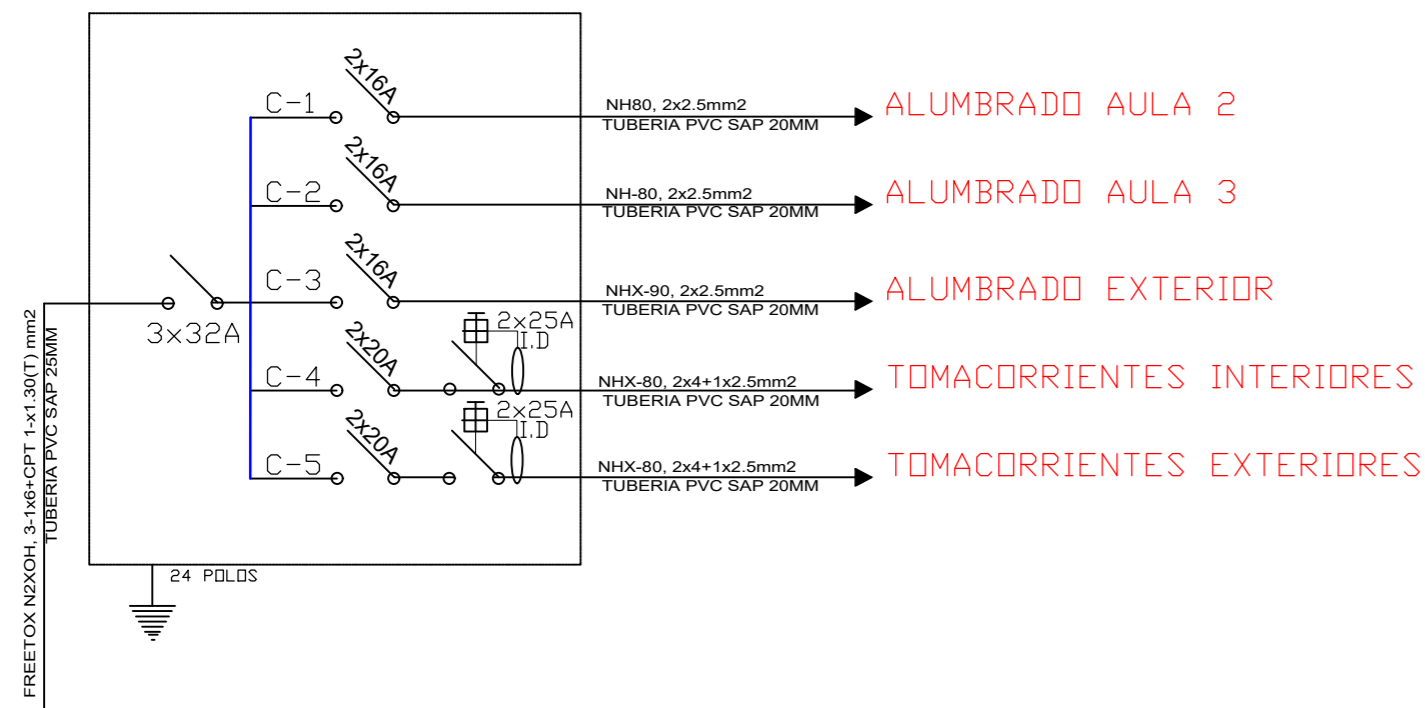 2x16A
C-1
NH80, 2x2.5mm2
TUBERIA PVC SAP 20MM
ALUMBRADO AULA 2
2x16A
C-2
NH-80, 2x2.5mm2
TUBERIA PVC SAP 20MM
ALUMBRADO AULA 3
2x16A
C-3
NHX-90, 2x2.5mm2
TUBERIA PVC SAP 20MM
ALUMBRADO EXTERIOR
3x32A
2x20A
2x25A
I.D
C-4
NHX-80, 2x4+1x2.5mm2
TUBERIA PVC SAP 20MM
TOMACORRIENTES INTERIORES
2x20A
2x25A
I.D
C-5
NHX-80, 2x4+1x2.5mm2
TUBERIA PVC SAP 20MM
TOMACORRIENTES EXTERIORES
24 POLOS
FREETOX N2XOH, 3-1x6+CPT 1-x1.30(T) mm2
TUBERIA PVC SAP 25MM